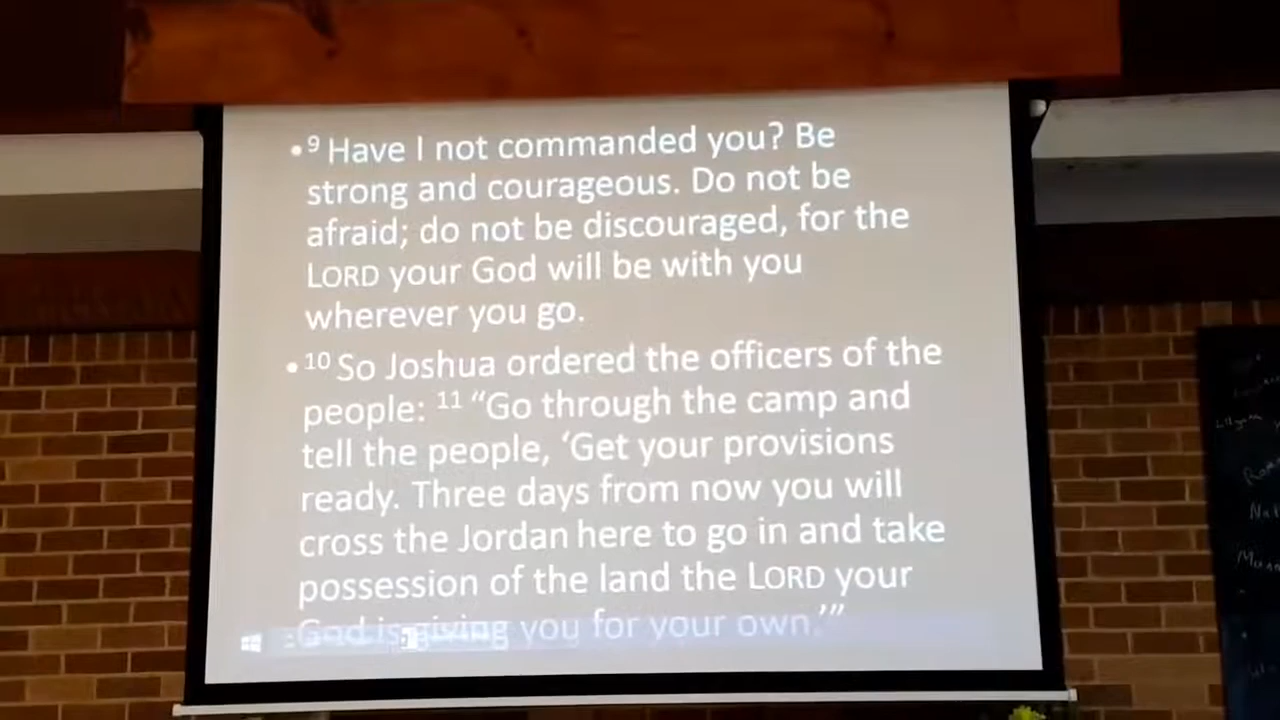 • 9 Have I not commanded you? Be
strong and courageous. Do not be
afraid; do not be discouraged, for the
LORD your God will be with you
wherever you go.
• 10 So Joshua ordered the officers of the
people: 11 “Go through the camp and
tell the people, ‘Get your provisions
ready. Three days from now you will
cross the Jordan here to go in and take
possession of the land the LORD your
God is giving you for your own.’”